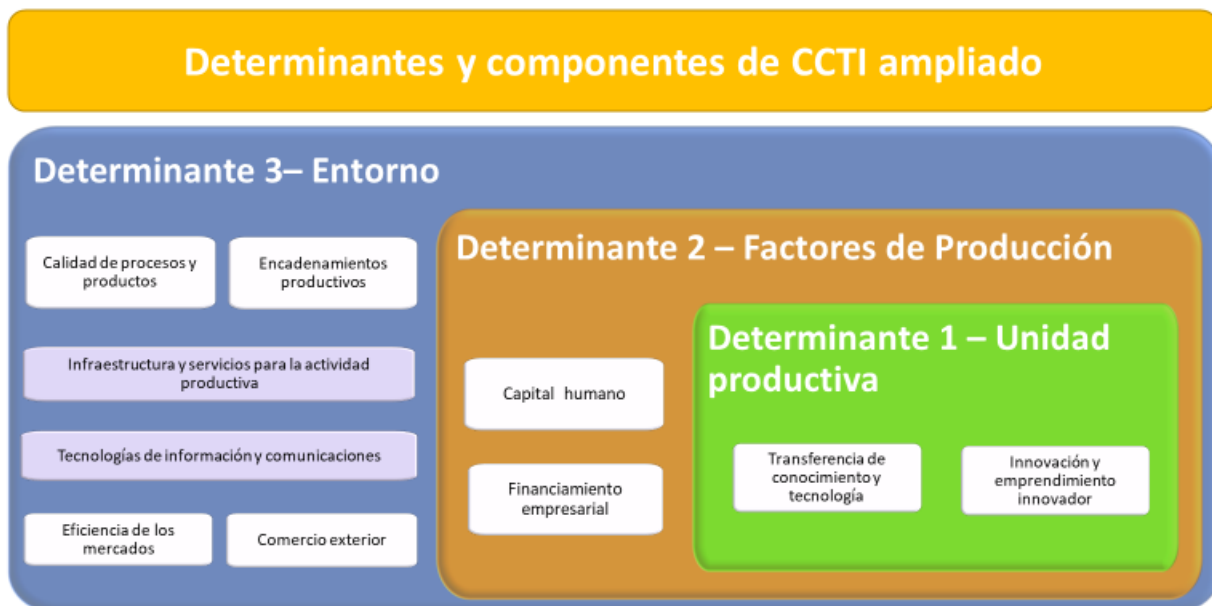 Determinantes y componentes de CCTI ampliado
Determinante 3– Entorno
Calidad de procesos y
productos
Encadenamientos
productivos
Infraestructura y servicios para la actividad
productiva
Tecnologías de información y comunicaciones
Eficiencia de los
mercados
Comercio exterior
Determinante 2 – Factores de Producción
Capital humano
Financiamiento
empresarial
Determinante 1 – Unidad
productiva
Transferencia de
conocimiento y
tecnología
Innovación y
emprendimiento
innovador